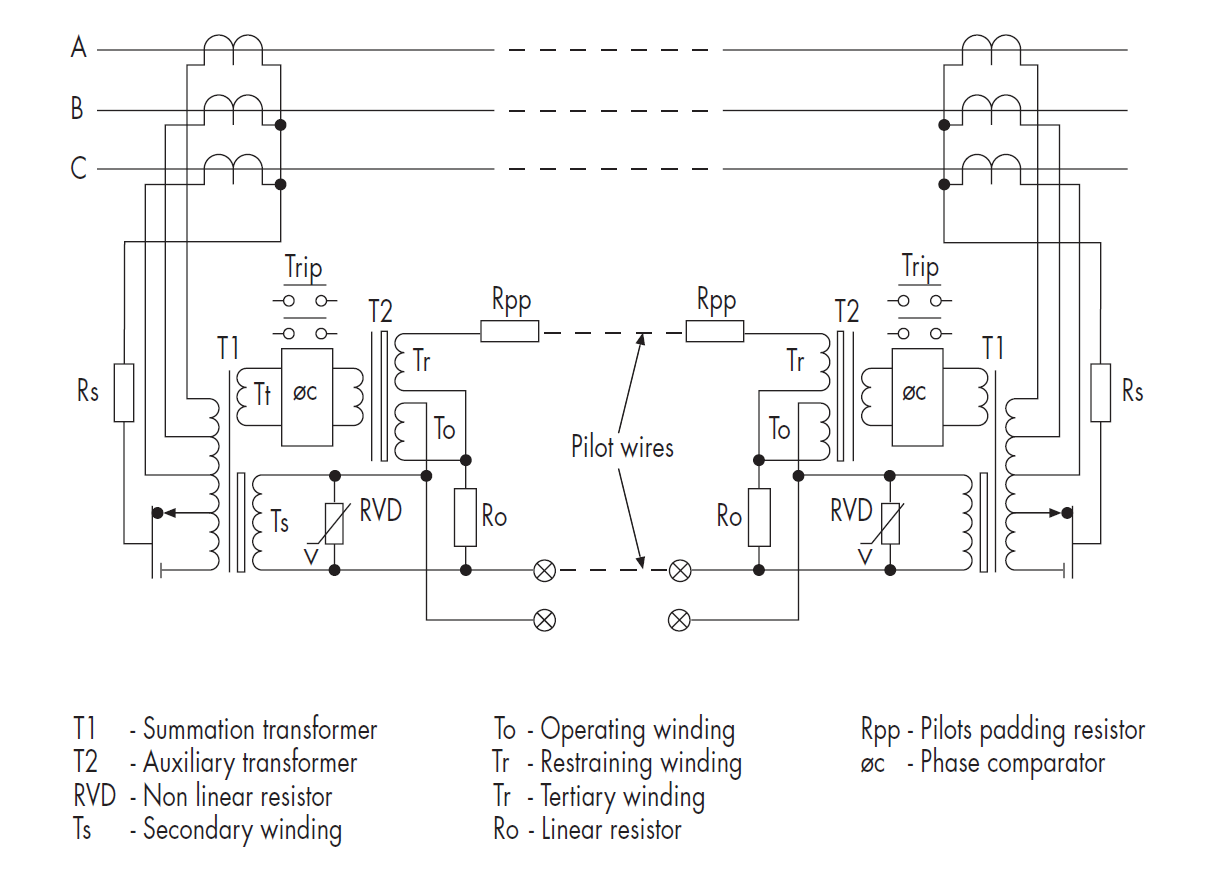 A
B
C
Trip
Trip
T2
Rpp
Rpp
T2
T1
Tr
Tr
T1
Rs
Tt
øc
øc
Rs
To
Pilot wires
To
Ts
RVD
Ro
Ro
RVD
V
V
T1 - Summation transformer
T2 - Auxiliary transformer
RVD - Non linear resistor
Ts - Secondary winding
To - Operating winding
Tr - Restraining winding
Tr - Tertiary winding
Ro - Linear resistor
Rpp - Pilots padding resistor
øc - Phase comparator